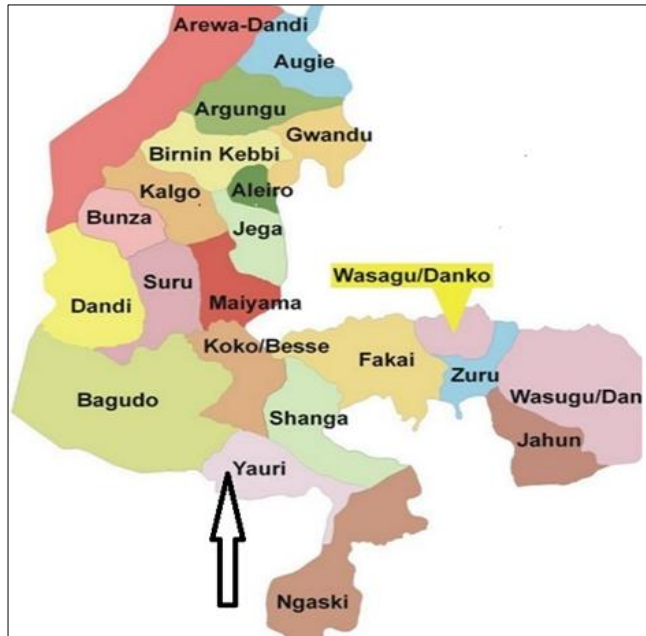 Arewa-Dandi
Augie
Argungu
Gwandu
Birnin Kebbi
Kalgo
Aleiro
Bunza
Jega
Wasagu/Danko
Suru
Dandi
Maiyama
Koko/Besse
Fakai
Zuru
Bagudo
Wasugu/Dan
Shanga
Jahun
Yauri
Ngaski